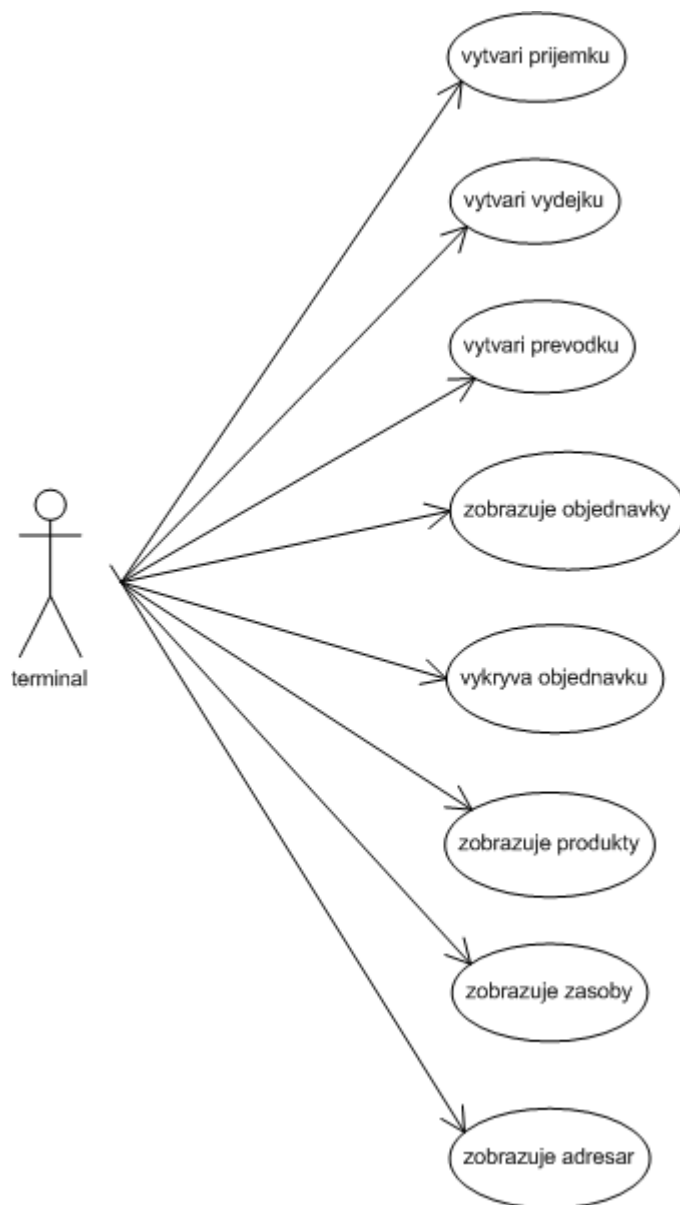 vytvari prijemku
vytvari vydejku
vytvari prevodku
zobrazuje objednavky
terminal
vykryva objednavku
zobrazuje produkty
zobrazuje zasoby
zobrazuje adresar